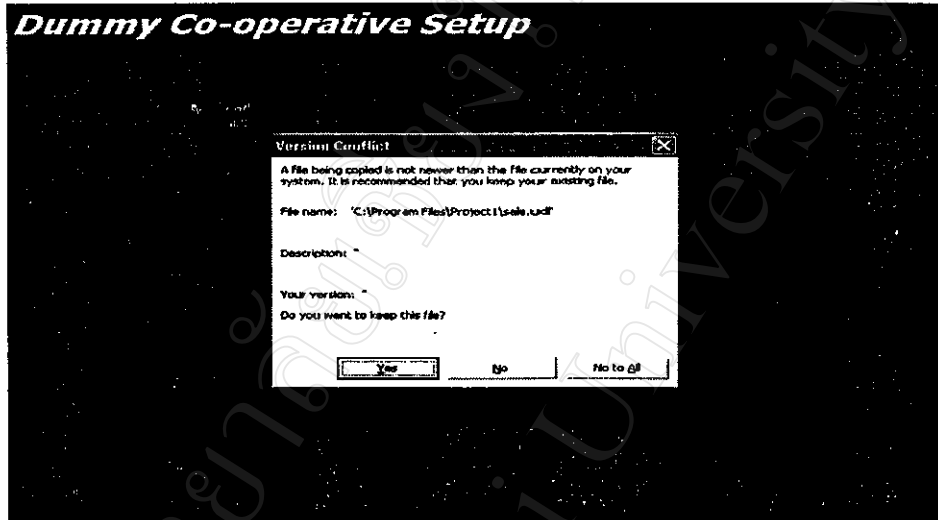 Dummy Co-operative Setup
Version Conflict
A file being copied is not newer than the file currently on your
system. It is recommended that you keep your existing file.
File name: 'C:\Program Files\Project1\sale.udl'
Description: ''
Your version: ''
Do you want to keep this file?
Yes No No to All
University